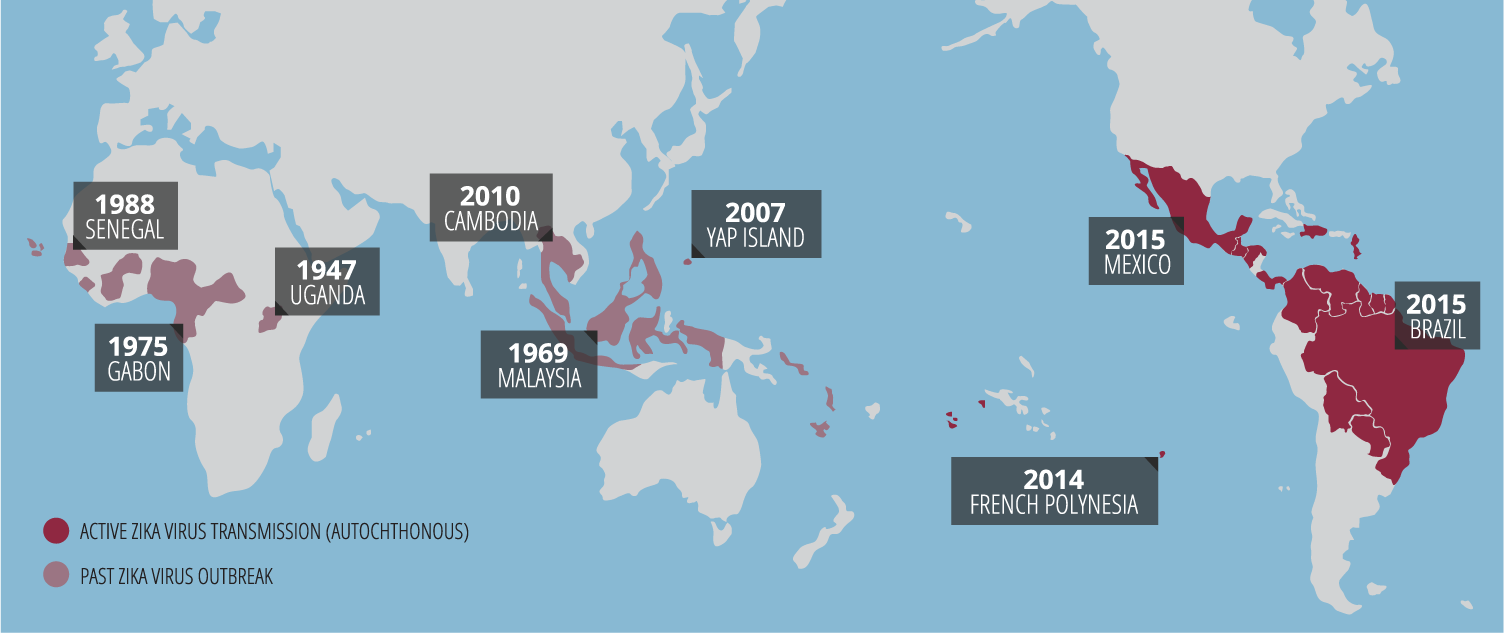 1988
SENEGAL
2010
CAMBODIA
2007
YAP ISLAND
1947
UGANDA
2015
MEXICO
2015
BRAZIL
1975
GABON
1969
MALAYSIA
2014
FRENCH POLYNESIA
ACTIVE ZIKA VIRUS TRANSMISSION (AUTOCHTHONOUS)
PAST ZIKA VIRUS OUTBREAK